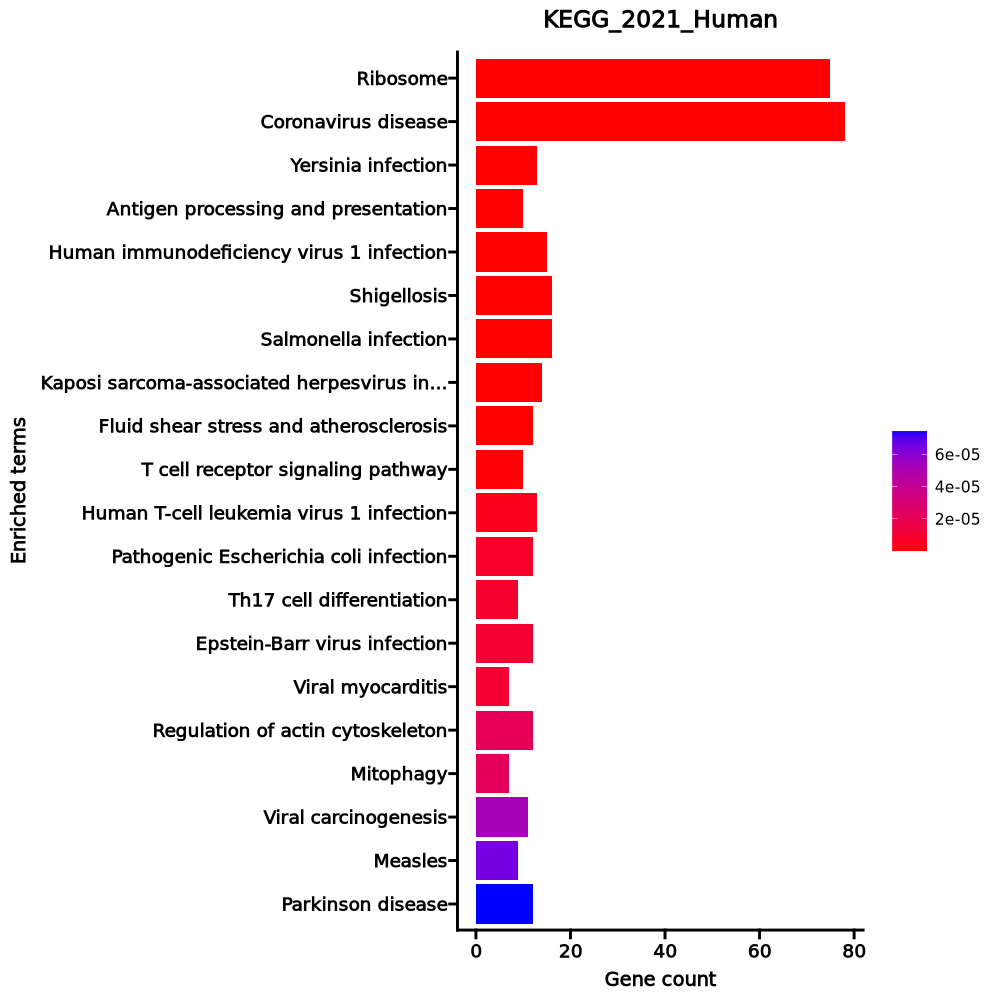 KEGG_2021_Human
Ribosome
Coronavirus disease
Yersinia infection
Antigen processing and presentation
Human immunodeficiency virus 1 infection
Shigellosis
Salmonella infection
Kaposi sarcoma-associated herpesvirus in...
Fluid shear stress and atherosclerosis
T cell receptor signaling pathway
Human T-cell leukemia virus 1 infection
Pathogenic Escherichia coli infection
Th17 cell differentiation
Epstein-Barr virus infection
Viral myocarditis
Regulation of actin cytoskeleton
Mitophagy
Viral carcinogenesis
Measles
Parkinson disease
Enriched terms
0 20 40 60 80
Gene count
6e-05
4e-05
2e-05